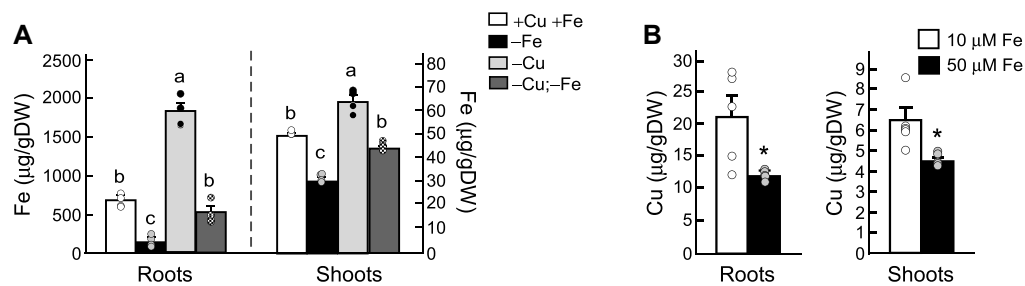 A
Fe (µg/gDW)
2500
2000
1500
1000
500
0
b
c
a
b
Roots
b
c
a
b
Shoots
80
70
60
50
40
30
20
10
0
Fe (µg/gDW)
+Cu +Fe
–Fe
–Cu
–Cu;–Fe
B
Cu (µg/gDW)
30
25
20
15
10
5
0
*
Roots
Cu (µg/gDW)
9
8
7
6
5
4
3
2
1
0
*
Shoots
10 µM Fe
50 µM Fe